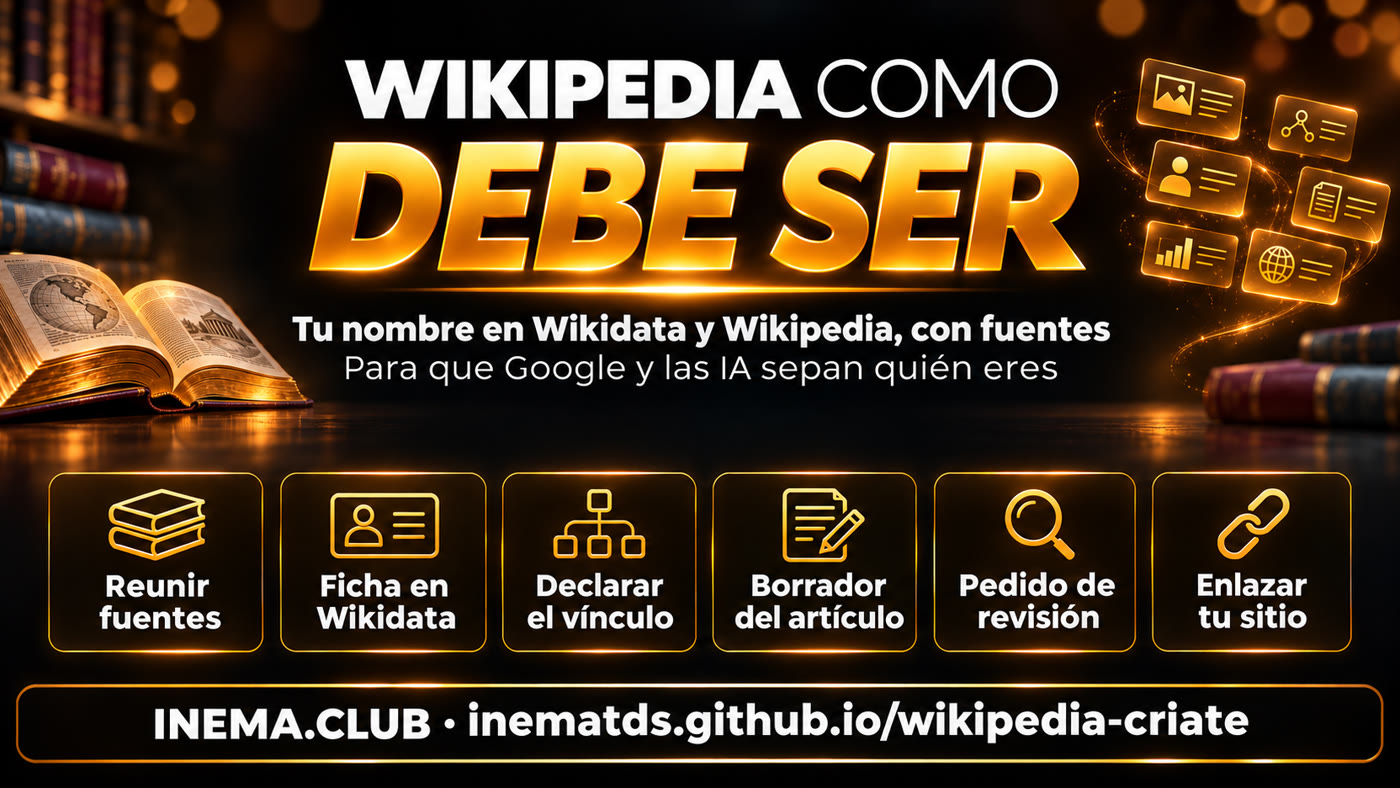 WIKIPEDIA COMO
DEBE SER
Tu nombre en Wikidata y Wikipedia, con fuentes
Para que Google y las IA sepan quién eres
Reunir
fuentes
Ficha en
Wikidata
Declarar
el vínculo
Borrador
del artículo
Pedido de
revisión
Enlazar
tu sitio
INEMA.CLUB · inematds.github.io/wikipedia-criate